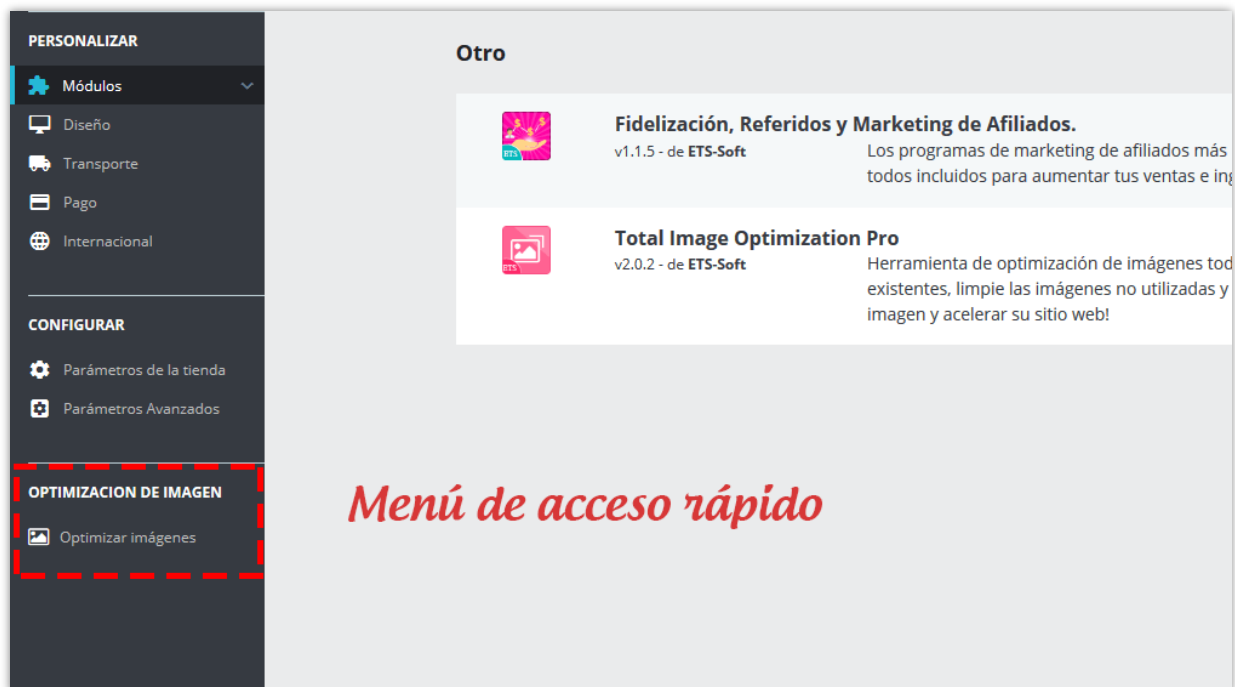 PERSONALIZAR
Módulos
Diseño
Transporte
Pago
Internacional
CONFIGURAR
Parámetros de la tienda
Parámetros Avanzados
OPTIMIZACION DE IMAGEN
Optimizar imágenes
Otro
ETS
Fidelización, Referidos y Marketing de Afiliados.
v1.1.5 - de ETS-Soft
Los programas de marketing de afiliados más
todos incluidos para aumentar tus ventas e
ETS
Total Image Optimization Pro
v2.0.2 - de ETS-Soft
Herramienta de optimización de imágenes
existentes, limpie las imágenes no utilizadas y
imagen y acelerar su sitio web!
Menú de acceso rápido